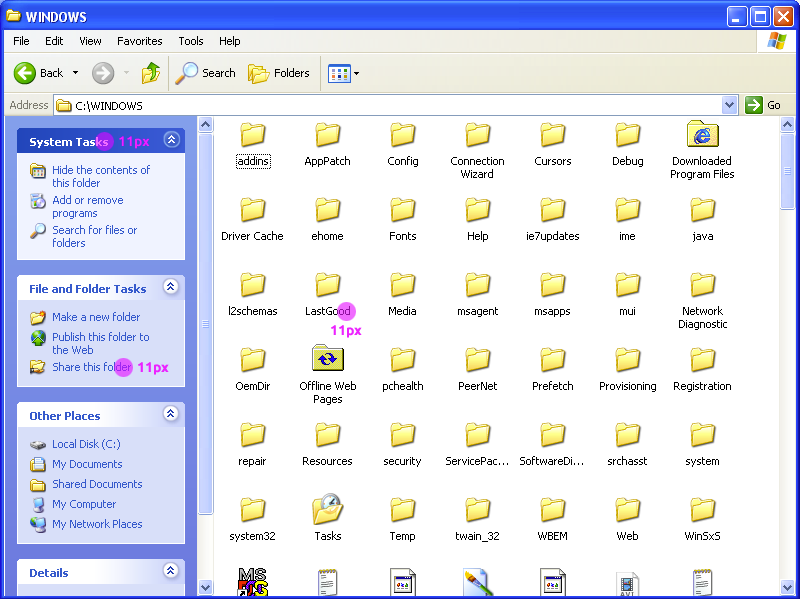 WINDOWS
File Edit View Favorites Tools Help
Back Search Folders
Address C:\WINDOWS Go
System Tasks 11px
Hide the contents of
this folder
Add or remove
programs
Search for files or
folders
File and Folder Tasks
Make a new folder
Publish this folder to
the Web
Share this folder 11px
Other Places
Local Disk (C:)
My Documents
Shared Documents
My Computer
My Network Places
Details
addins AppPatch Config Connection Cursors Debug Downloaded
Wizard Program Files
Driver Cache ehome Fonts Help ie7updates ime java
l2schemas LastGood Media msagent msapps mui Network
Diagnostic
11px
OemDir Offline Web pchealth PeerNet Prefetch Provisioning Registration
Pages
repair Resources security ServicePac... SoftwareDi... srchasst system
system32 Tasks Temp twain_32 WBEM Web WinSxS
MS